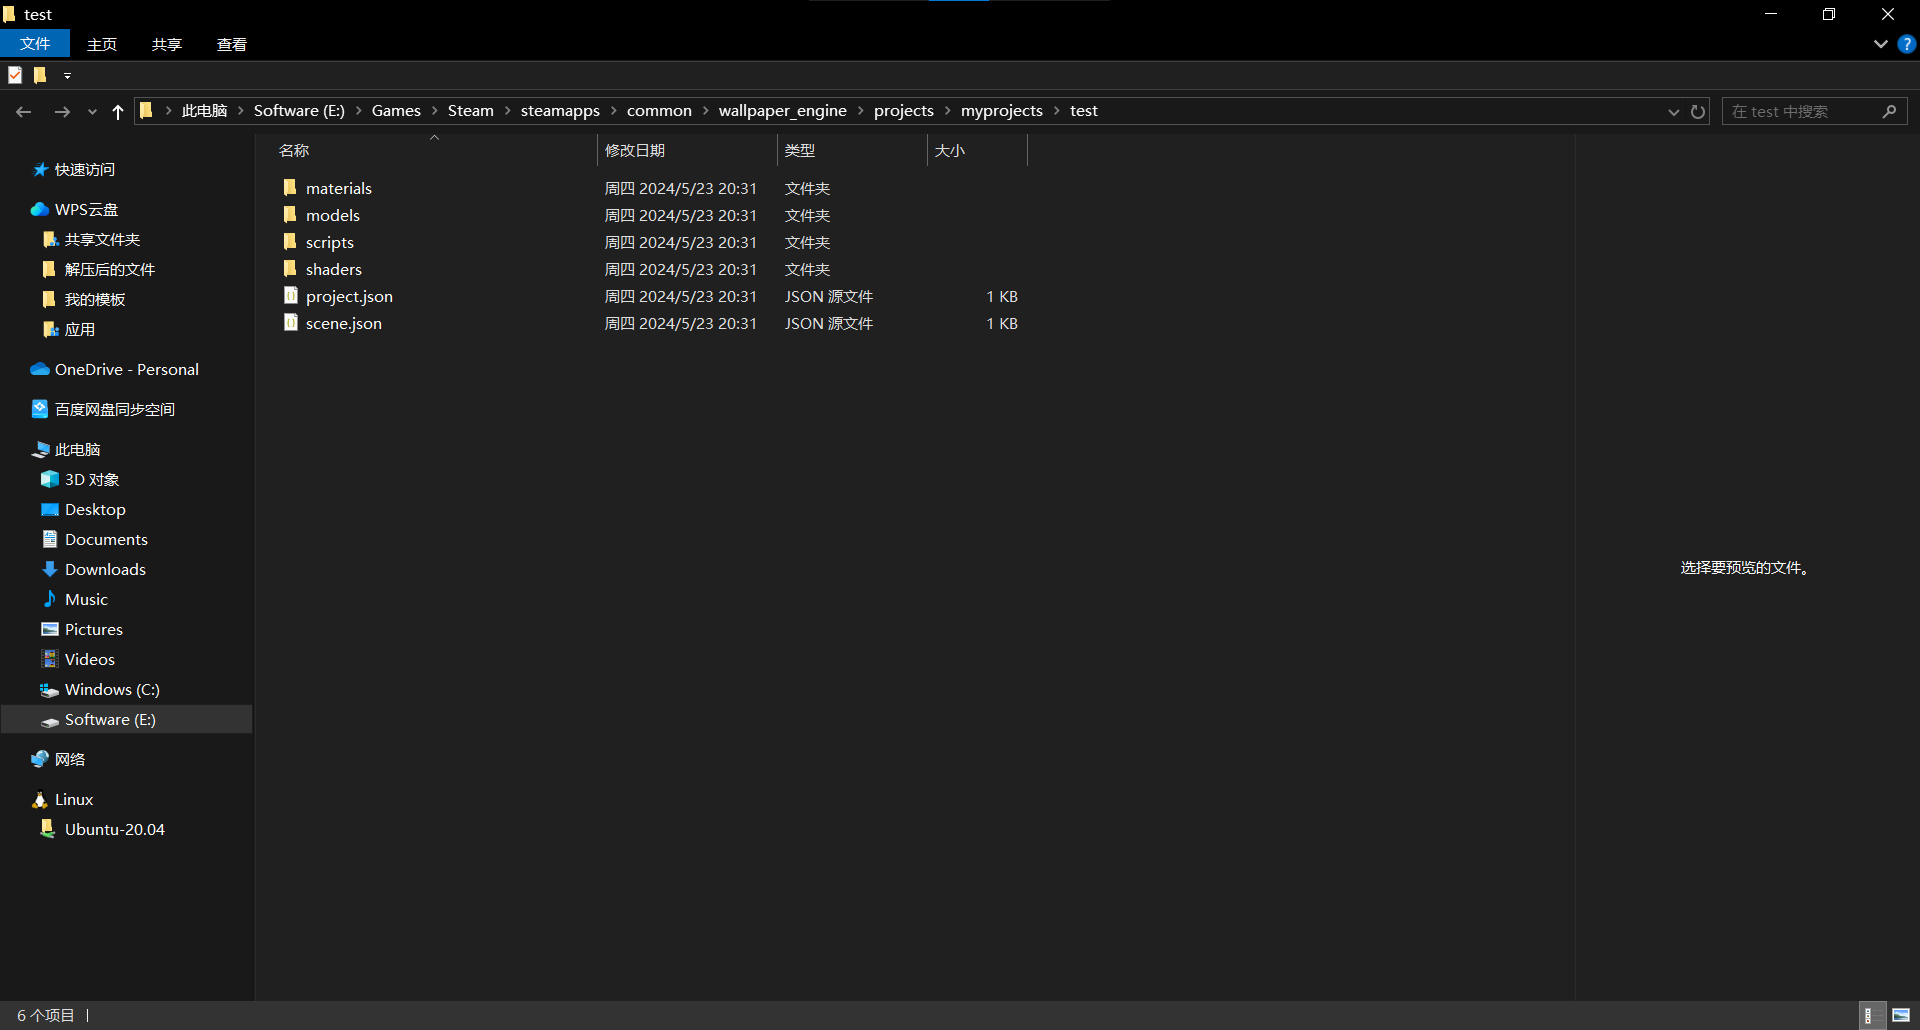 test
文件 主页 共享 查看
此电脑 Software (E:) Games Steam steamapps common wallpaper_engine projects myprojects test
在 test 中搜索
名称 修改日期 类型 大小
materials 周四 2024/5/23 20:31 文件夹
models 周四 2024/5/23 20:31 文件夹
scripts 周四 2024/5/23 20:31 文件夹
shaders 周四 2024/5/23 20:31 文件夹
project.json 周四 2024/5/23 20:31 JSON 源文件 1 KB
scene.json 周四 2024/5/23 20:31 JSON 源文件 1 KB
快速访问
WPS云盘
共享文件夹
解压后的文件
我的模板
应用
OneDrive - Personal
百度网盘同步空间
此电脑
3D 对象
Desktop
Documents
Downloads
Music
Pictures
Videos
Windows (C:)
Software (E:)
网络
Linux
Ubuntu-20.04
选择要预览的文件。
6 个项目